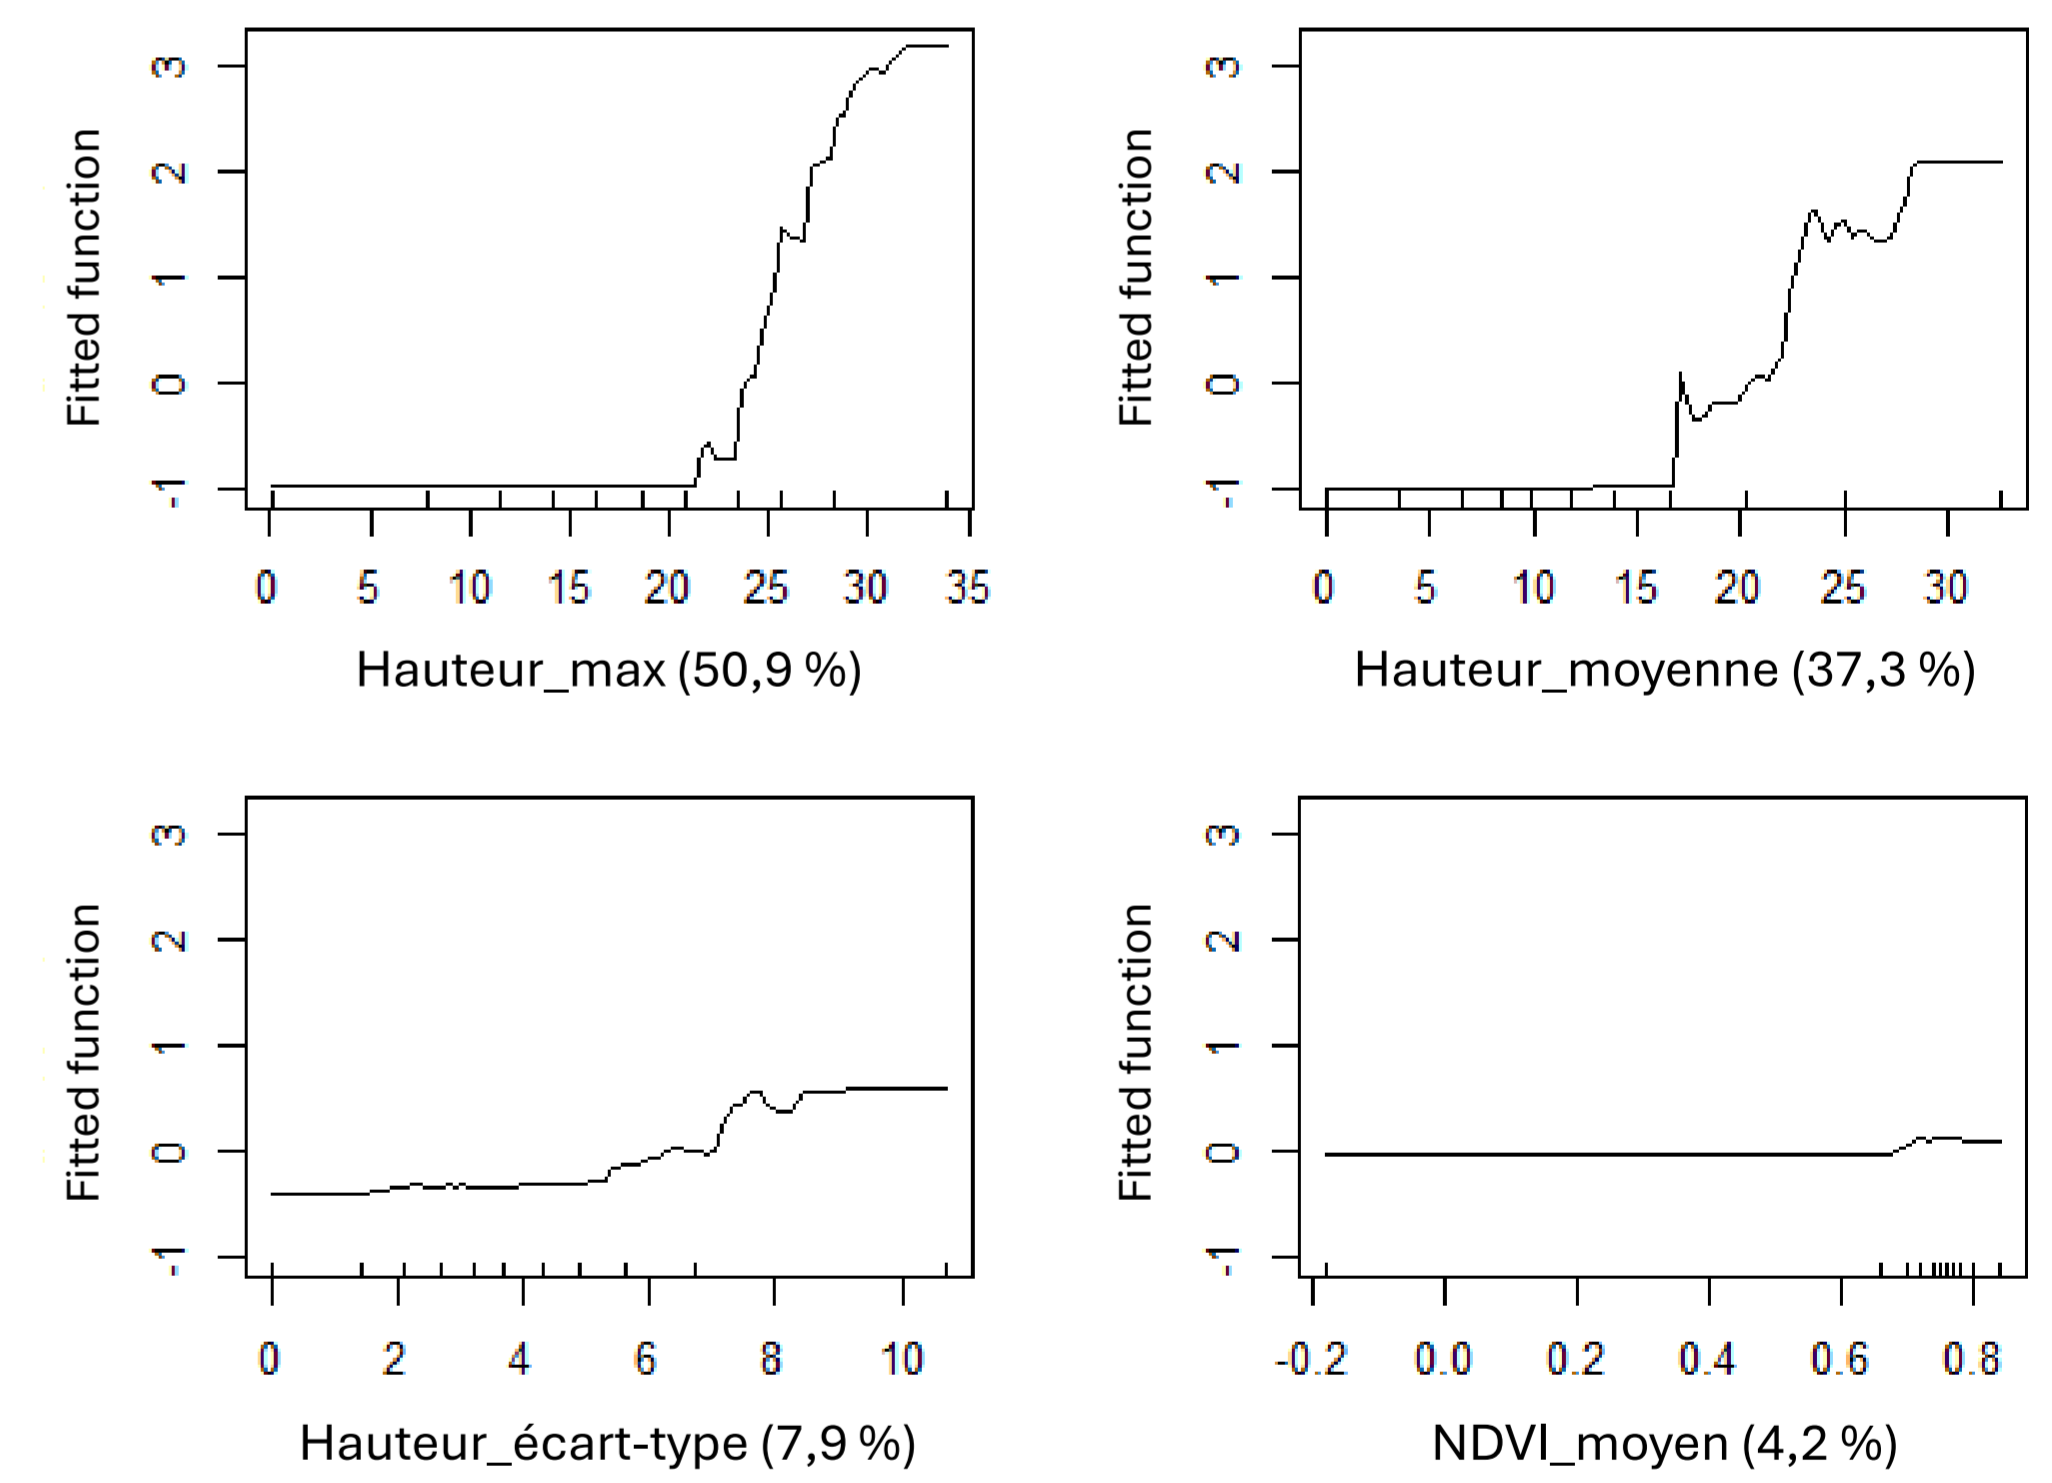 Fitted function
3
2
1
0
-1
0 5 10 15 20 25 30 35
Hauteur_max (50,9 %)
Fitted function
3
2
1
0
-1
0 5 10 15 20 25 30
Hauteur_moyenne (37,3 %)
Fitted function
3
2
1
0
-1
0 2 4 6 8 10
Hauteur_écart-type (7,9 %)
Fitted function
3
2
1
0
-1
-0.2 0.0 0.2 0.4 0.6 0.8
NDVI_moyen (4,2 %)